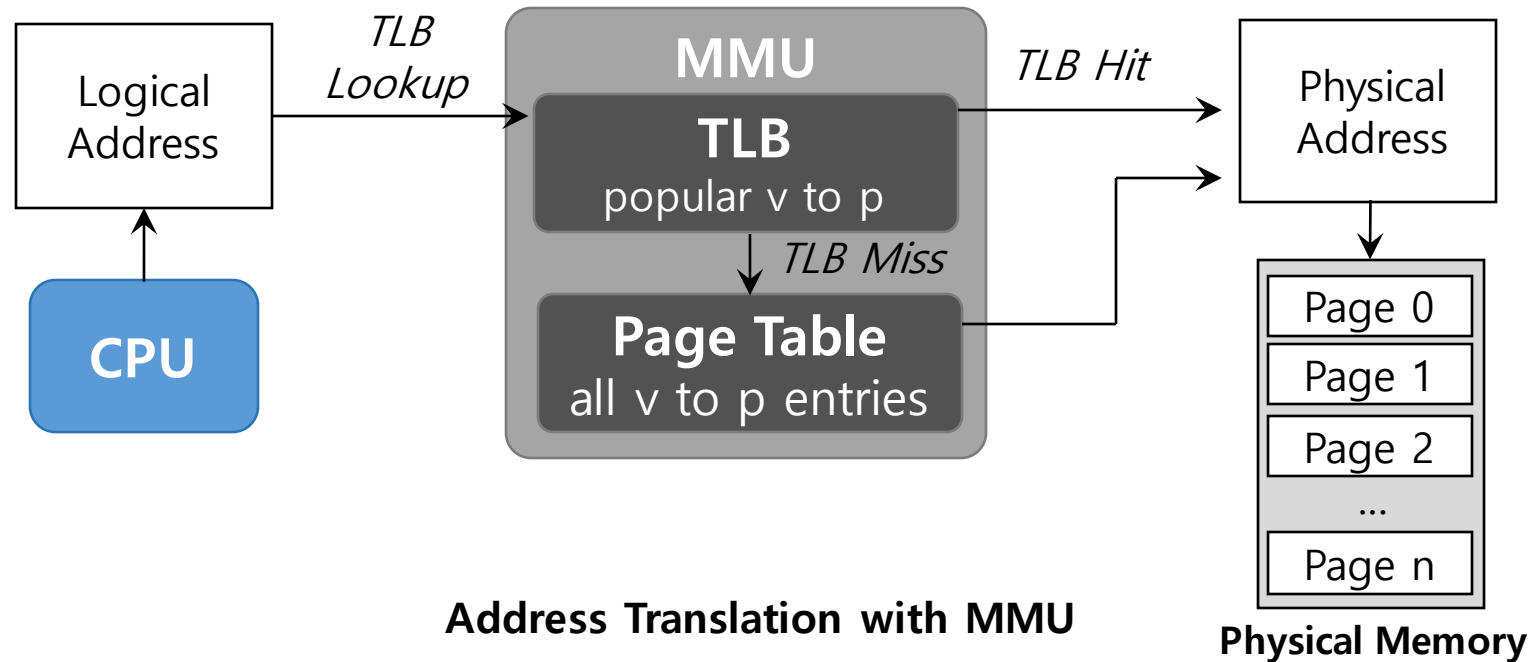 TLB
Lookup
Logical
Address
CPU
MMU
TLB
popular v to p
TLB Miss
Page Table
all v to p entries
TLB Hit
Physical
Address
Page 0
Page 1
Page 2
...
Page n
Physical Memory
Address Translation with MMU